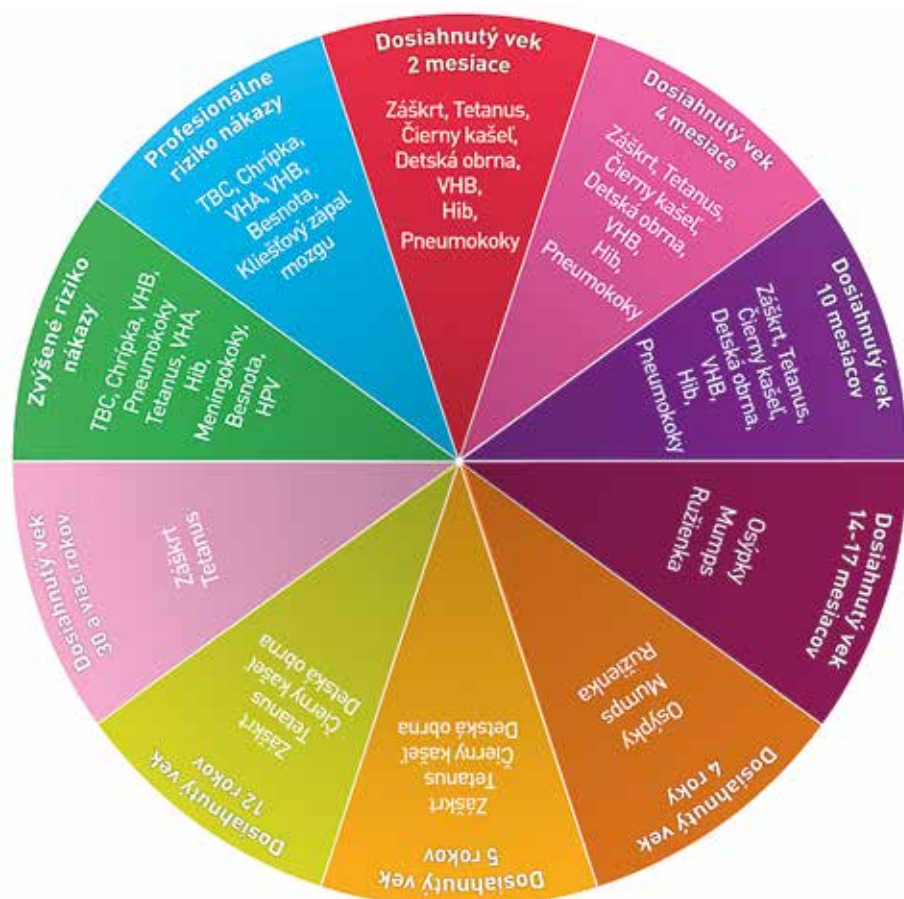 Dosiahnutý vek
2 mesiace
Záškrt, Tetanus,
Čierny kašeľ,
Detská obrna,
VHB,
Hib,
Pneumokoky
Dosiahnutý vek
4 mesiace
Záškrt, Tetanus,
Čierny kašeľ,
Detská obrna,
VHB,
Hib,
Pneumokoky
Dosiahnutý vek
10 mesiacov
Záškrt, Tetanus,
Čierny kašeľ,
Detská obrna,
VHB,
Hib,
Pneumokoky
Dosiahnutý vek
14-17 mesiacov
Osýpky
Mumps
Ružienka
Dosiahnutý vek
4 roky
Osýpky
Mumps
Ružienka
Dosiahnutý vek
5 rokov
Záškrt
Tetanus
Čierny kašeľ
Detská obrna
Dosiahnutý vek
12 rokov
Záškrt
Tetanus
Čierny kašeľ
Detská obrna
Dosiahnutý vek
30 a viac rokov
Záškrt
Tetanus
Zvýšené riziko
nákazy
TBC, Chrípka, VHB,
Pneumokoky
Tetanus, VHA,
Hib,
Meningokoky,
Besnota,
HPV
Profesionálne
riziko nákazy
TBC, Chrípka,
VHA, VHB,
Besnota,
Kliešťový zápal
mozgu